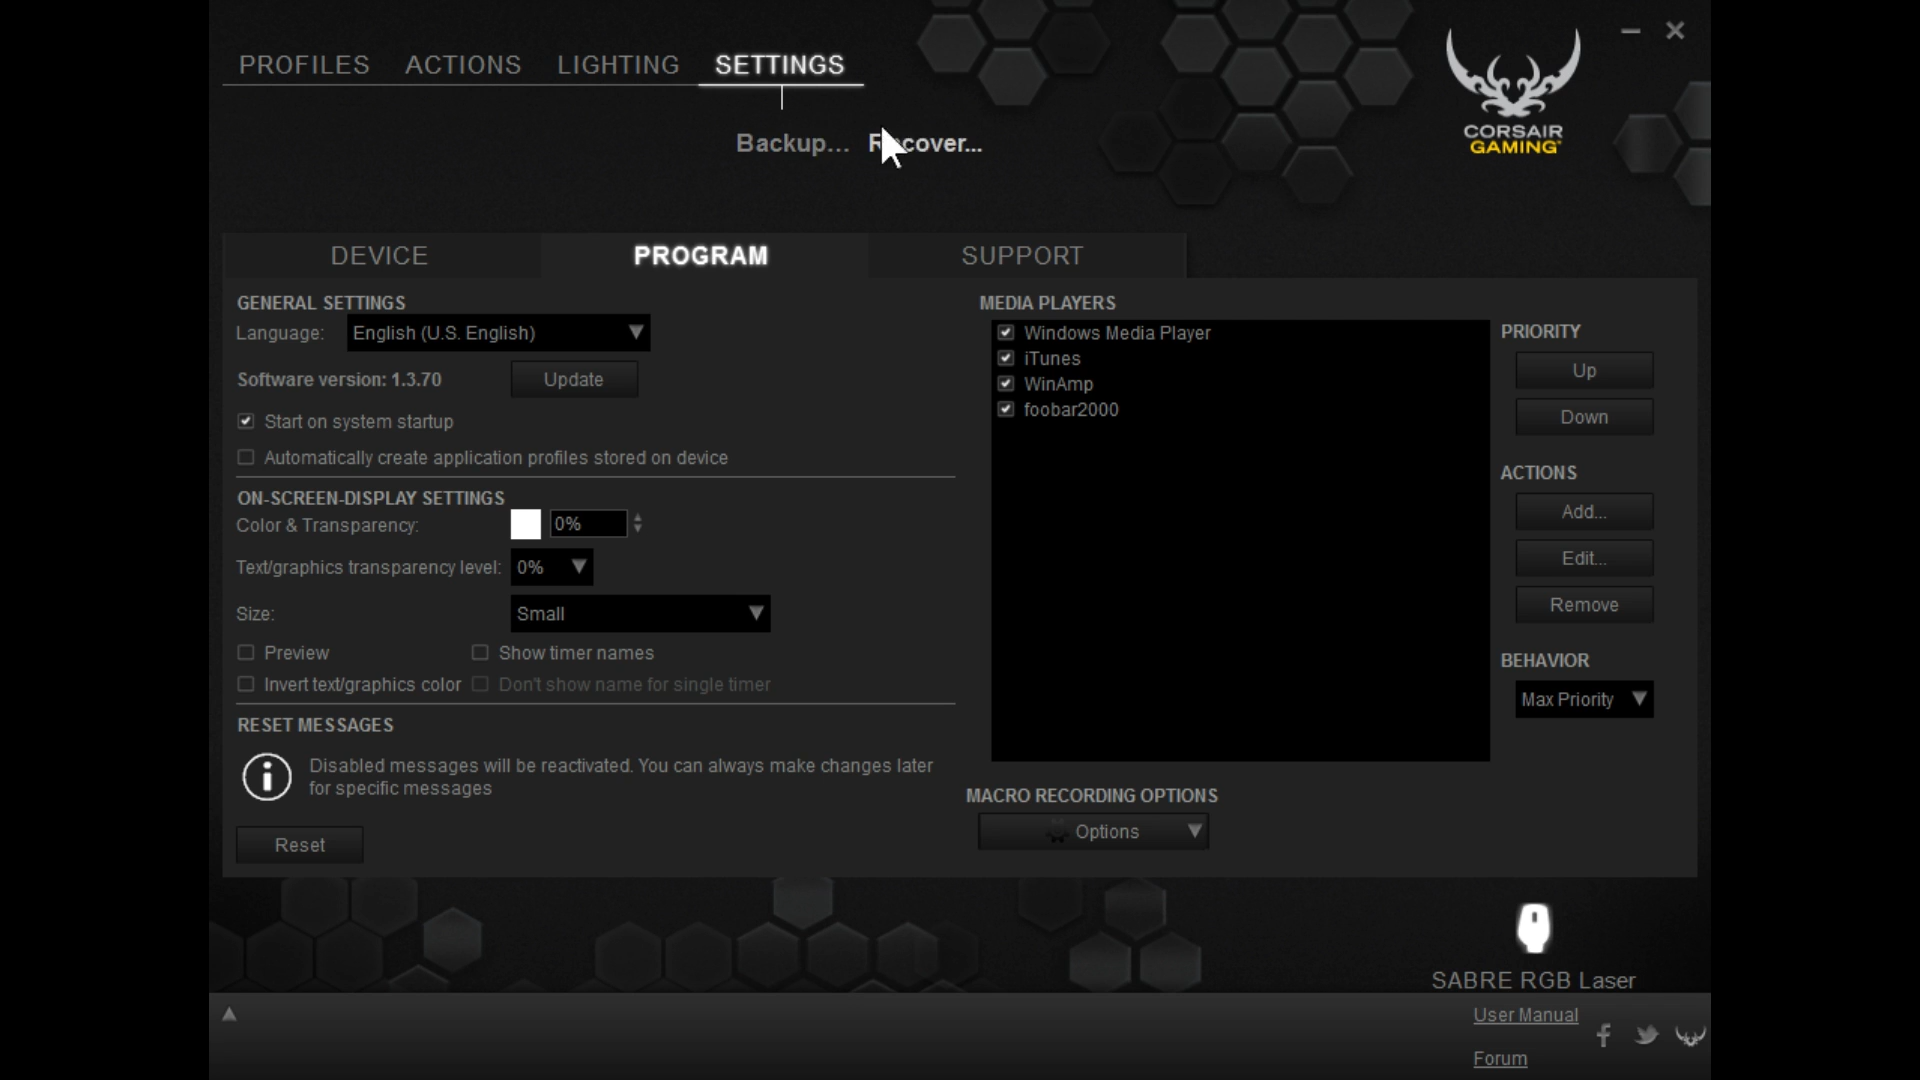 PROFILES ACTIONS LIGHTING SETTINGS
Backup... Recover...
CORSAIR
GAMING
DEVICE PROGRAM SUPPORT
GENERAL SETTINGS
Language: English (U.S. English)
Software version: 1.3.70 Update
Start on system startup
Automatically create application profiles stored on device
ON-SCREEN-DISPLAY SETTINGS
Color & Transparency: 0%
Text/graphics transparency level: 0%
Size: Small
Preview Show timer names
Invert text/graphics color Don't show name for single timer
RESET MESSAGES
Disabled messages will be reactivated. You can always make changes later
for specific messages
Reset
MEDIA PLAYERS
Windows Media Player
iTunes
WinAmp
foobar2000
PRIORITY
Up
Down
ACTIONS
Add...
Edit...
Remove
BEHAVIOR
Max Priority
MACRO RECORDING OPTIONS
Options
SABRE RGB Laser
User Manual
Forum